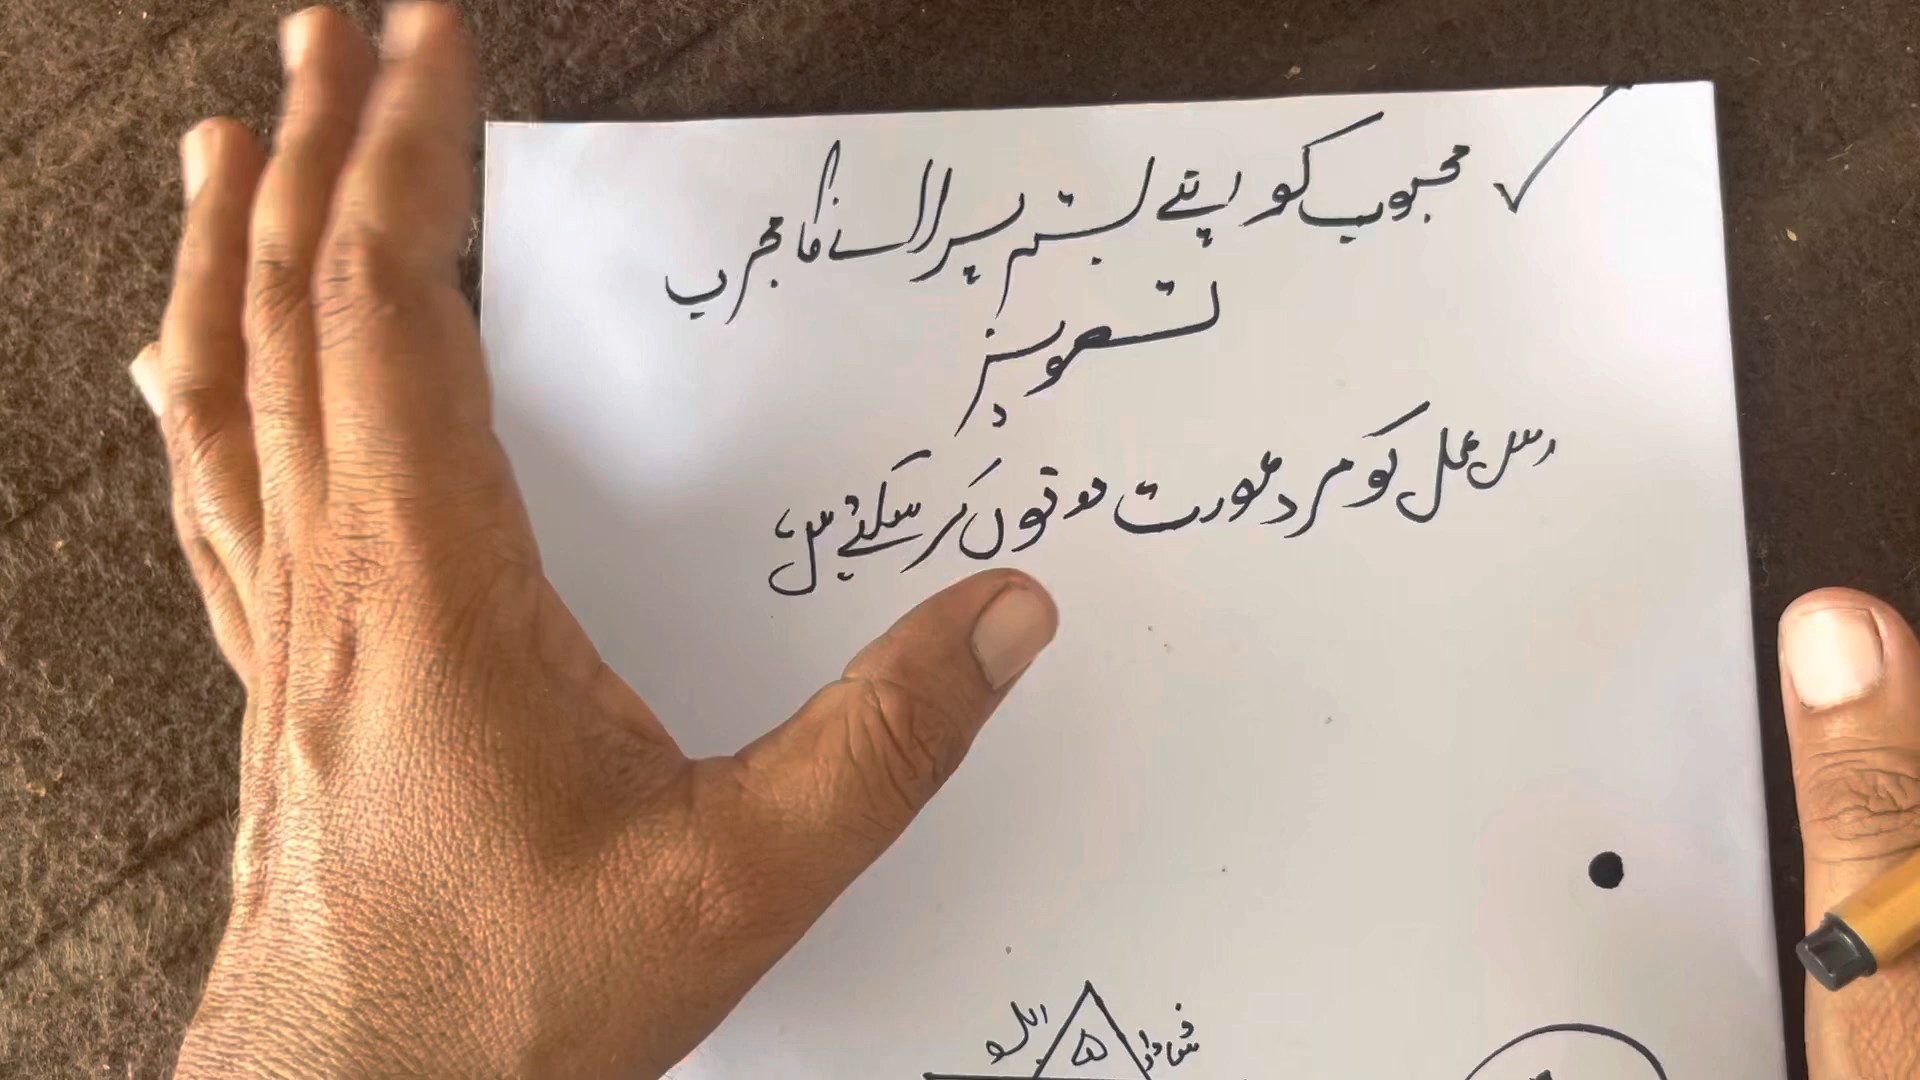 محبوب کو اپنے بستر پر لانے کا مجرب
تعویذ
اس عمل کو مرد عورت دونوں کر سکتے ہیں